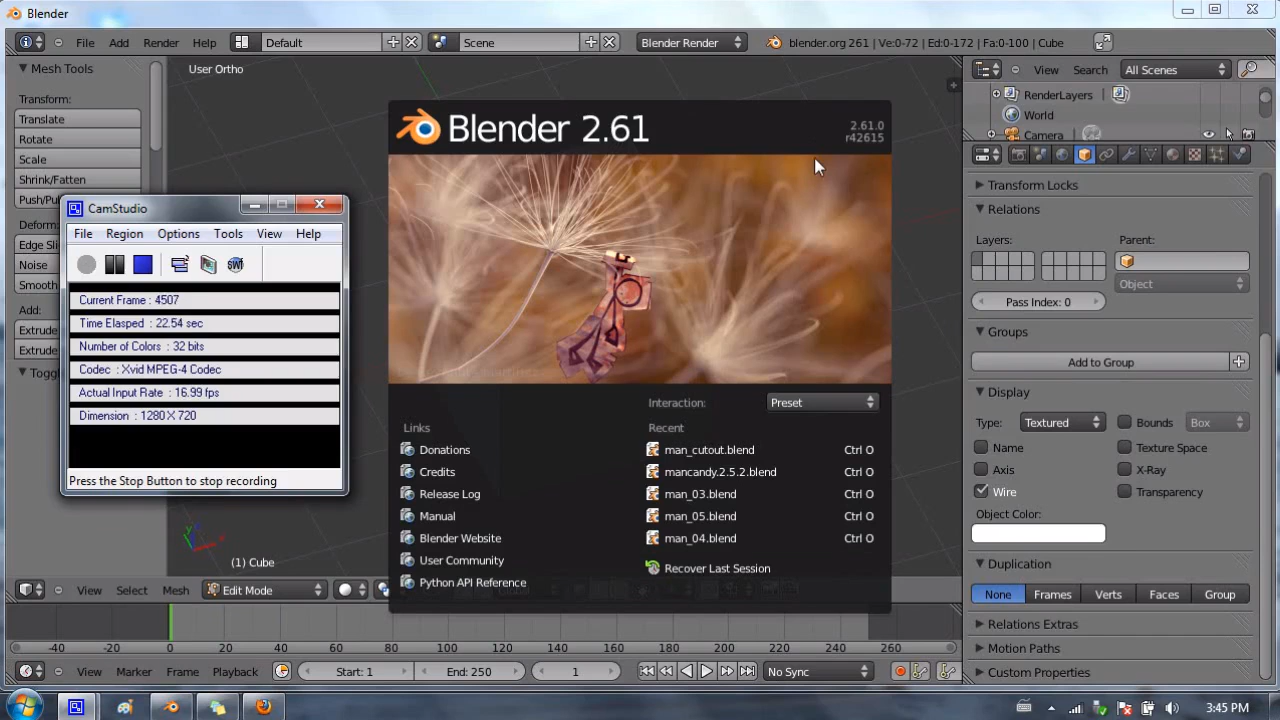 Blender
File Add Render Help Default Scene Blender Render blender.org 261 | Ve:0-72 | Ed:0-172 | Fa:0-100 | Cube
Mesh Tools
Transform:
Translate
Rotate
Scale
Shrink/Fatten
Push/Pu
Deform
Edge Sli
Noise
Smooth
Add:
Extrude
Extrude
Toggl
User Ortho
(1) Cube
CamStudio
File Region Options Tools View Help
Current Frame : 4507
Time Elasped : 22.54 sec
Number of Colors : 32 bits
Codec : Xvid MPEG-4 Codec
Actual Input Rate : 16.99 fps
Dimension : 1280 X 720
Press the Stop Button to stop recording
Blender 2.61
2.61.0
r42615
Interaction: Preset
Links
Donations
Credits
Release Log
Manual
Blender Website
User Community
Python API Reference
Recent
man_cutout.blend Ctrl O
mancandy.2.5.2.blend Ctrl O
man_03.blend Ctrl O
man_05.blend Ctrl O
man_04.blend Ctrl O
Recover Last Session
View Search All Scenes
RenderLayers
World
Camera
Transform Locks
Relations
Layers: Parent:
Object
Pass Index: 0
Groups
Add to Group
Display
Type: Textured Bounds Box
Name Texture Space
Axis X-Ray
Wire Transparency
Object Color:
Duplication
None Frames Verts Faces Group
Relations Extras
Motion Paths
Custom Properties
View Select Mesh Edit Mode
-40 -20 0 20 40 60 80 100 120 140 160 180 200 220 240 260
View Marker Frame Playback Start: 1 End: 250 1 No Sync
3:45 PM